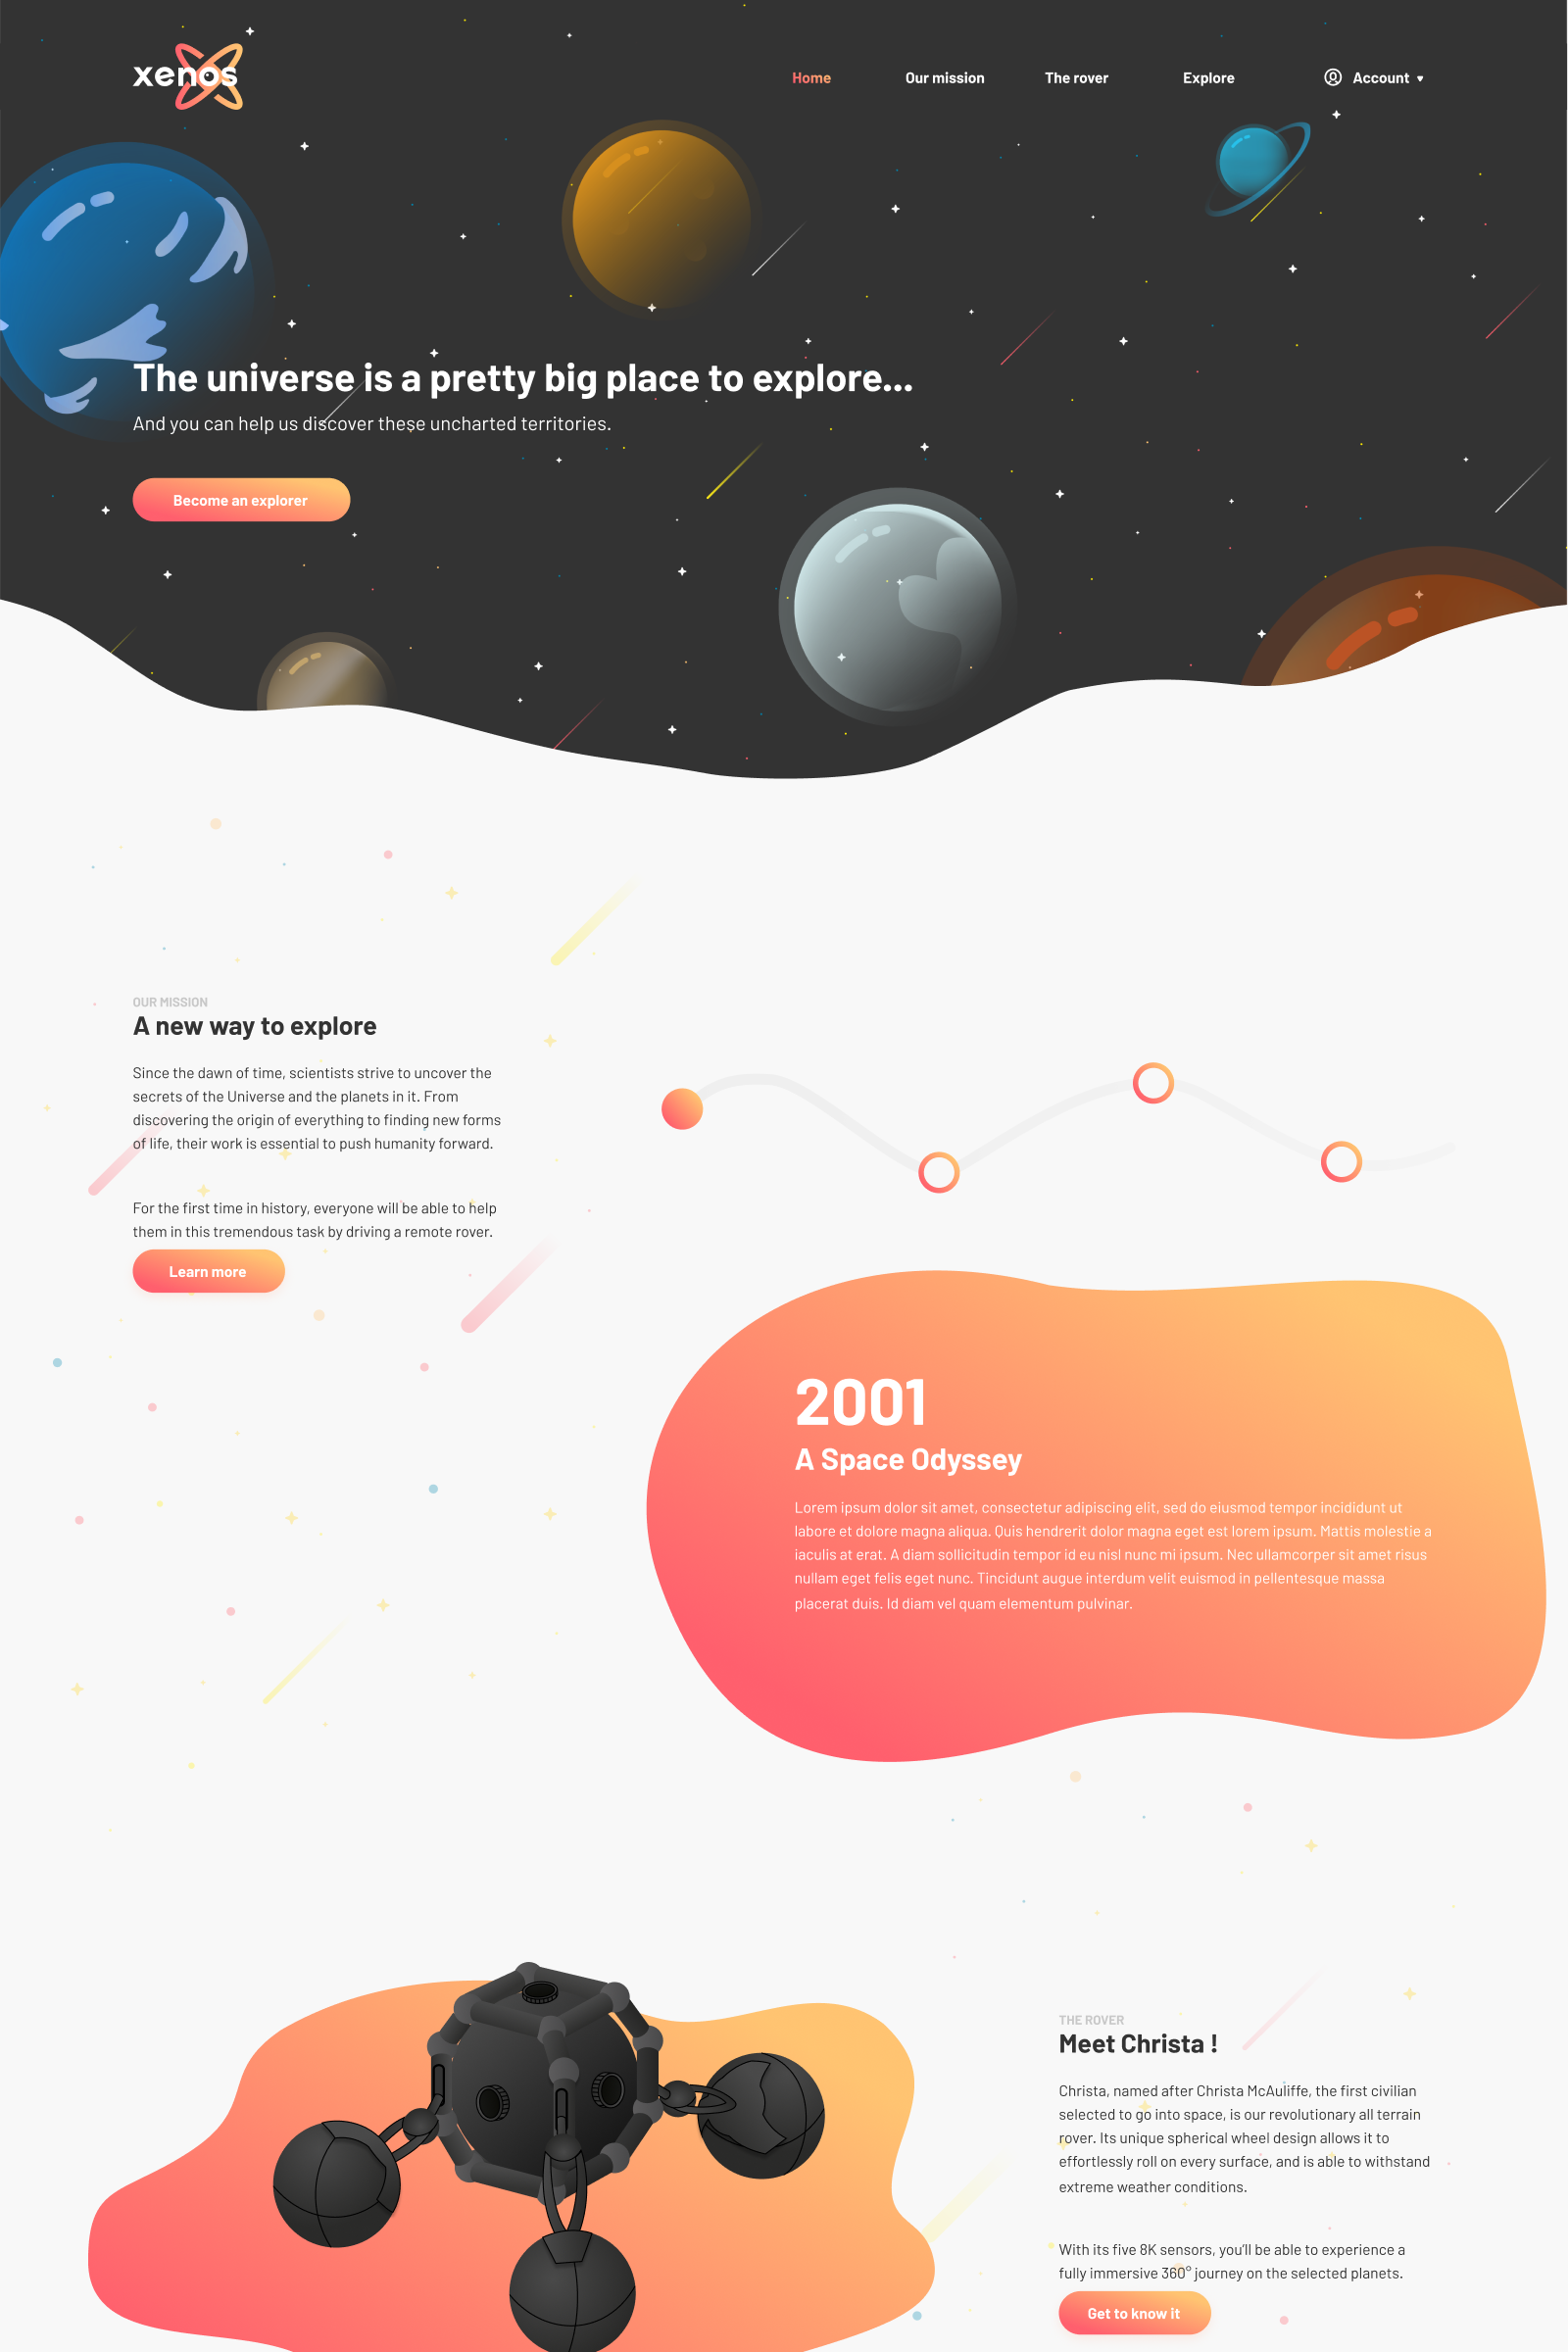 xenos
Home
Our mission
The rover
Explore
Account
The universe is a pretty big place to explore...
And you can help us discover these uncharted territories.
Become an explorer
OUR MISSION
A new way to explore
Since the dawn of time, scientists strive to uncover the
secrets of the Universe and the planets in it. From
discovering the origin of everything to finding new forms
of life, their work is essential to push humanity forward.
For the first time in history, everyone will be able to help
them in this tremendous task by driving a remote rover.
Learn more
2001
A Space Odyssey
Lorem ipsum dolor sit amet, consectetur adipiscing elit, sed do eiusmod tempor incididunt ut
labore et dolore magna aliqua. Quis hendrerit dolor magna eget est lorem ipsum. Mattis molestie a
iaculis at erat. A diam sollicitudin tempor id eu nisl nunc mi ipsum. Nec ullamcorper sit amet risus
nullam eget felis eget nunc. Tincidunt augue interdum velit euismod in pellentesque massa
placerat duis. Id diam vel quam elementum pulvinar.
THE ROVER
Meet Christa !
Christa, named after Christa McAuliffe, the first civilian
selected to go into space, is our revolutionary all terrain
rover. Its unique spherical wheel design allows it to
effortlessly roll on every surface, and is able to withstand
extreme weather conditions.
With its five 8K sensors, you'll be able to experience a
fully immersive 360° journey on the selected planets.
Get to know it